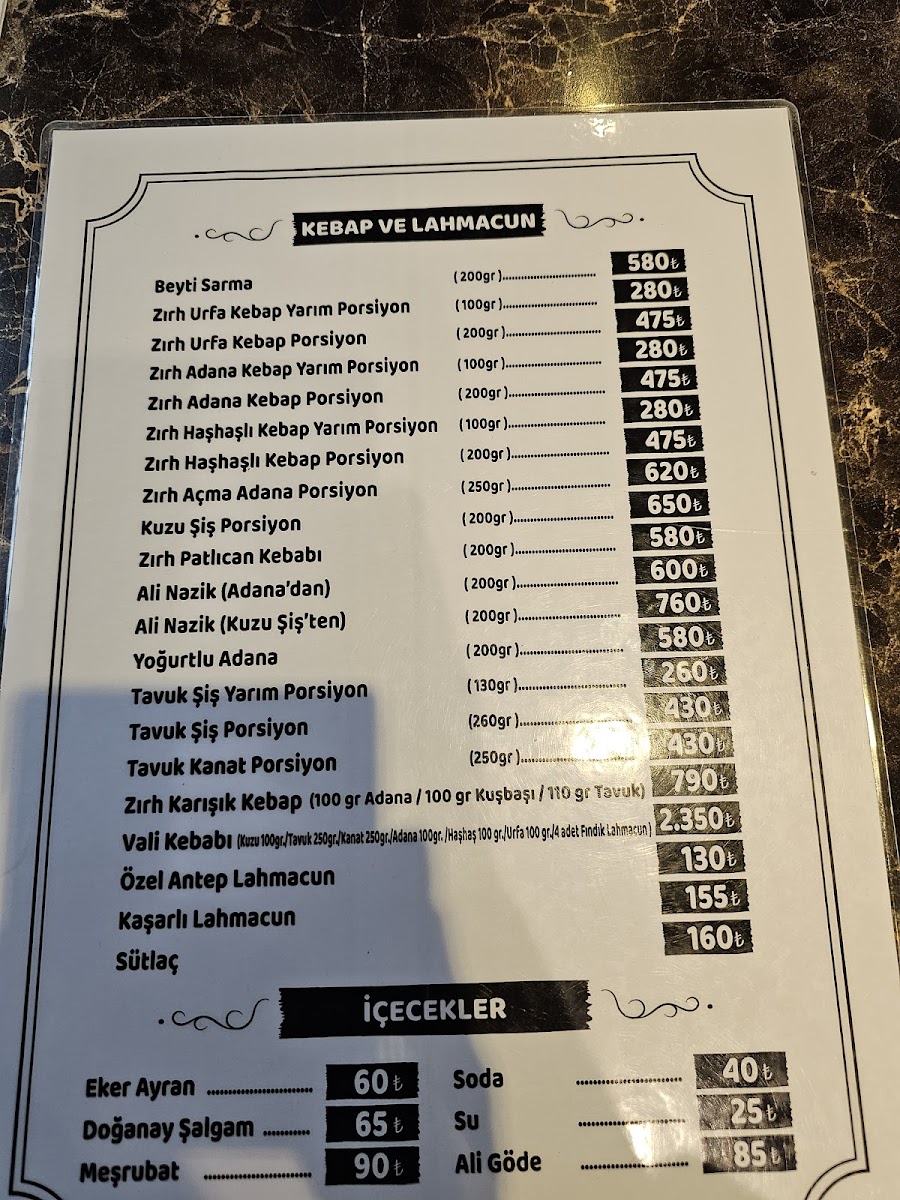 KEBAP VE LAHMACUN
Beyti Sarma (200gr)............................. 580₺
Zırh Urfa Kebap Yarım Porsiyon (100gr)............................. 280₺
Zırh Urfa Kebap Porsiyon (200gr)............................. 475₺
Zırh Adana Kebap Yarım Porsiyon (100gr)............................. 280₺
Zırh Adana Kebap Porsiyon (200gr)............................. 475₺
Zırh Haşhaşlı Kebap Yarım Porsiyon (100gr)............................. 280₺
Zırh Haşhaşlı Kebap Porsiyon (200gr)............................. 475₺
Zırh Açma Adana Porsiyon (250gr)............................. 620₺
Kuzu Şiş Porsiyon (200gr)............................. 650₺
Zırh Patlıcan Kebabı (200gr)............................. 580₺
Ali Nazik (Adana'dan) (200gr)............................. 600₺
Ali Nazik (Kuzu Şiş'ten) (200gr)............................. 760₺
Yoğurtlu Adana (200gr)............................. 580₺
Tavuk Şiş Yarım Porsiyon (130gr)............................. 260₺
Tavuk Şiş Porsiyon (260gr)............................. 430₺
Tavuk Kanat Porsiyon (250gr)............................. 430₺
Zırh Karışık Kebap (100 gr Adana / 100 gr Kuşbaşı / 110 gr Tavuk) 790₺
Vali Kebabı (Kuzu 100gr./Tavuk 250gr./Kanat 250gr./Adana 100gr. /Haşhaş 100 gr./Urfa 100 gr./4 adet Fındık Lahmacun ) 2.350₺
Özel Antep Lahmacun 130₺
Kaşarlı Lahmacun 155₺
Sütlaç 160₺
İÇECEKLER
Eker Ayran ...................... 60₺ Soda ...................... 40₺
Doğanay Şalgam .......... 65₺ Su ...................... 25₺
Meşrubat ...................... 90₺ Ali Göde ...................... 85₺